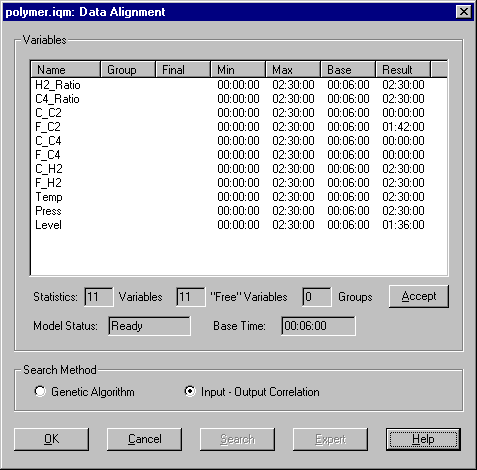 polymer.iqm: Data Alignment
Variables
Name Group Final Min Max Base Result
H2_Ratio 00:00:00 02:30:00 00:06:00 02:30:00
C4_Ratio 00:00:00 02:30:00 00:06:00 02:30:00
C_C2 00:00:00 02:30:00 00:06:00 00:00:00
F_C2 00:00:00 02:30:00 00:06:00 01:42:00
C_C4 00:00:00 02:30:00 00:06:00 00:00:00
F_C4 00:00:00 02:30:00 00:06:00 00:00:00
C_H2 00:00:00 02:30:00 00:06:00 02:30:00
F_H2 00:00:00 02:30:00 00:06:00 02:30:00
Temp 00:00:00 02:30:00 00:06:00 02:30:00
Press 00:00:00 02:30:00 00:06:00 02:30:00
Level 00:00:00 02:30:00 00:06:00 01:36:00
Statistics: 11 Variables 11 "Free" Variables 0 Groups Accept
Model Status: Ready Base Time: 00:06:00
Search Method
Genetic Algorithm Input - Output Correlation
OK Cancel Search Expert Help